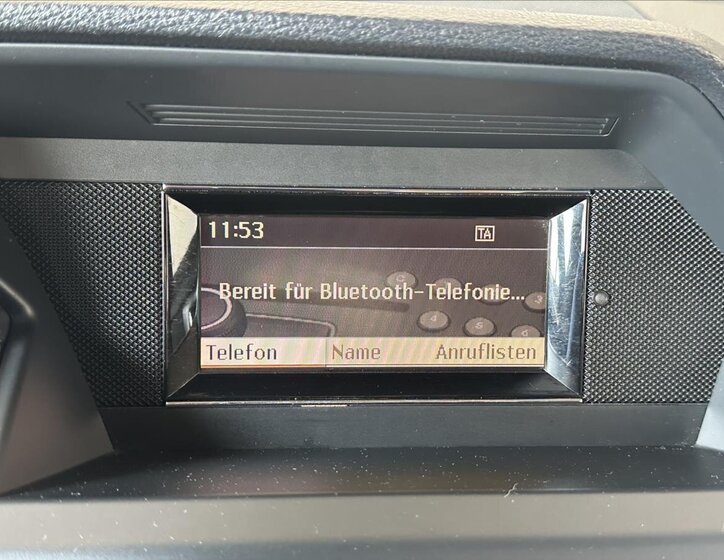 11:53 TA
Bereit für Bluetooth-Telefonie...
Telefon Name Anruflisten